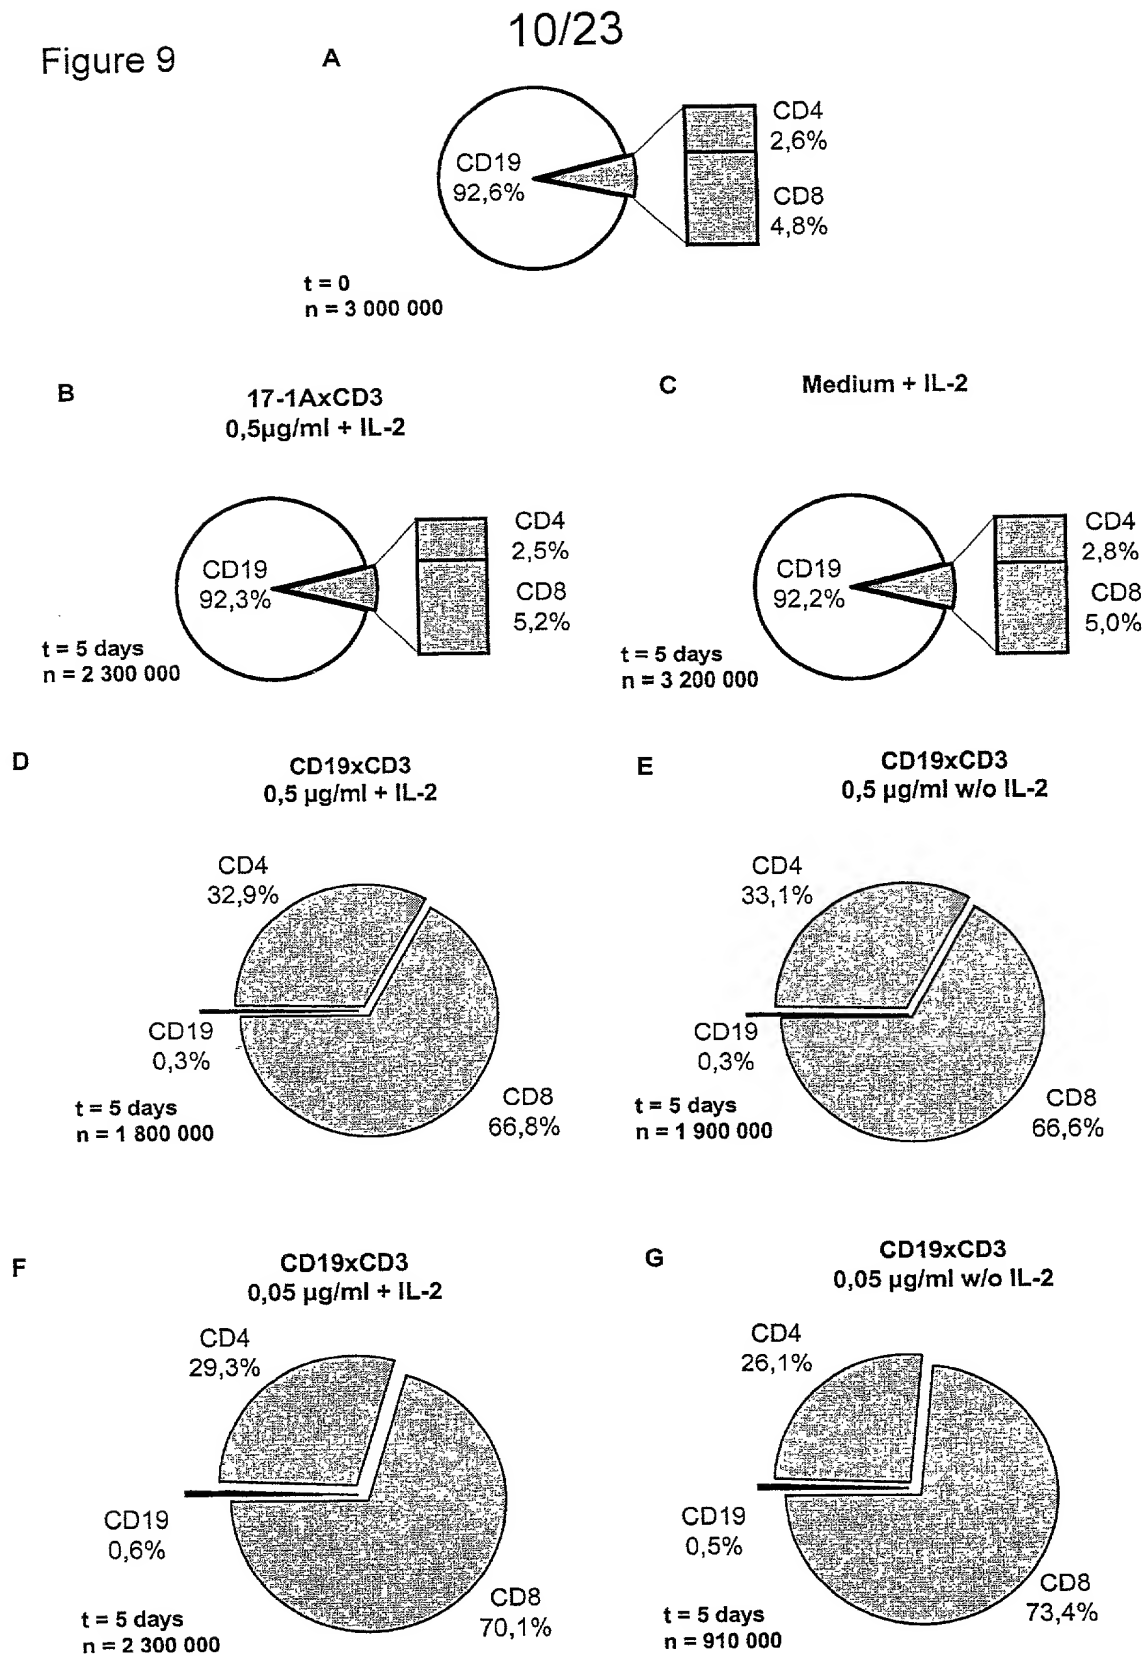 10/23
Figure 9
A
CD19
92,6%
CD4
2,6%
CD8
4,8%
t = 0
n = 3 000 000
B
17-1AxCD3
0,5µg/ml + IL-2
CD19
92,3%
CD4
2,5%
CD8
5,2%
t = 5 days
n = 2 300 000
C
Medium + IL-2
CD19
92,2%
CD4
2,8%
CD8
5,0%
t = 5 days
n = 3 200 000
D
CD19xCD3
0,5 µg/ml + IL-2
CD4
32,9%
CD19
0,3%
CD8
66,8%
t = 5 days
n = 1 800 000
E
CD19xCD3
0,5 µg/ml w/o IL-2
CD4
33,1%
CD19
0,3%
CD8
66,6%
t = 5 days
n = 1 900 000
F
CD19xCD3
0,05 µg/ml + IL-2
CD4
29,3%
CD19
0,6%
CD8
70,1%
t = 5 days
n = 2 300 000
G
CD19xCD3
0,05 µg/ml w/o IL-2
CD4
26,1%
CD19
0,5%
CD8
73,4%
t = 5 days
n = 910 000